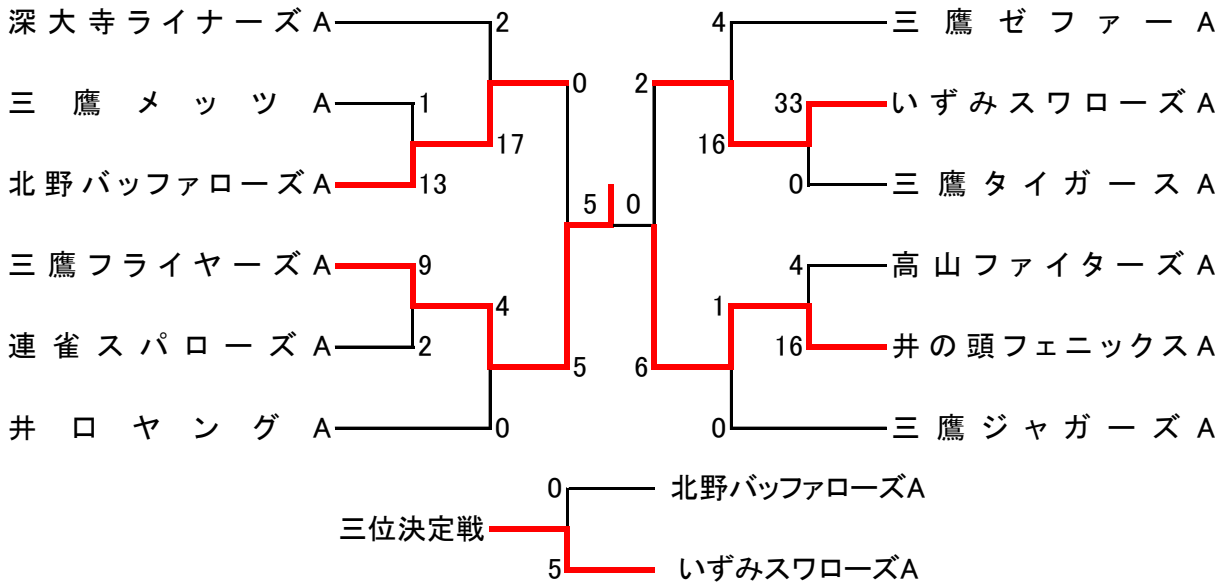 深大寺ライナーズA 2 4 三鷹ゼファーA
0 2
三鷹メッツA 1 33 いずみスワローズA
17 16
北野バッファローズA 13 0 三鷹タイガースA
5 0
三鷹フライヤーズA 9 4 高山ファイターズA
4 1
連雀スパローズA 2 16 井の頭フェニックスA
5 6
井口ヤングA 0 0 三鷹ジャガーズA
0 北野バッファローズA
三位決定戦
5 いずみスワローズA